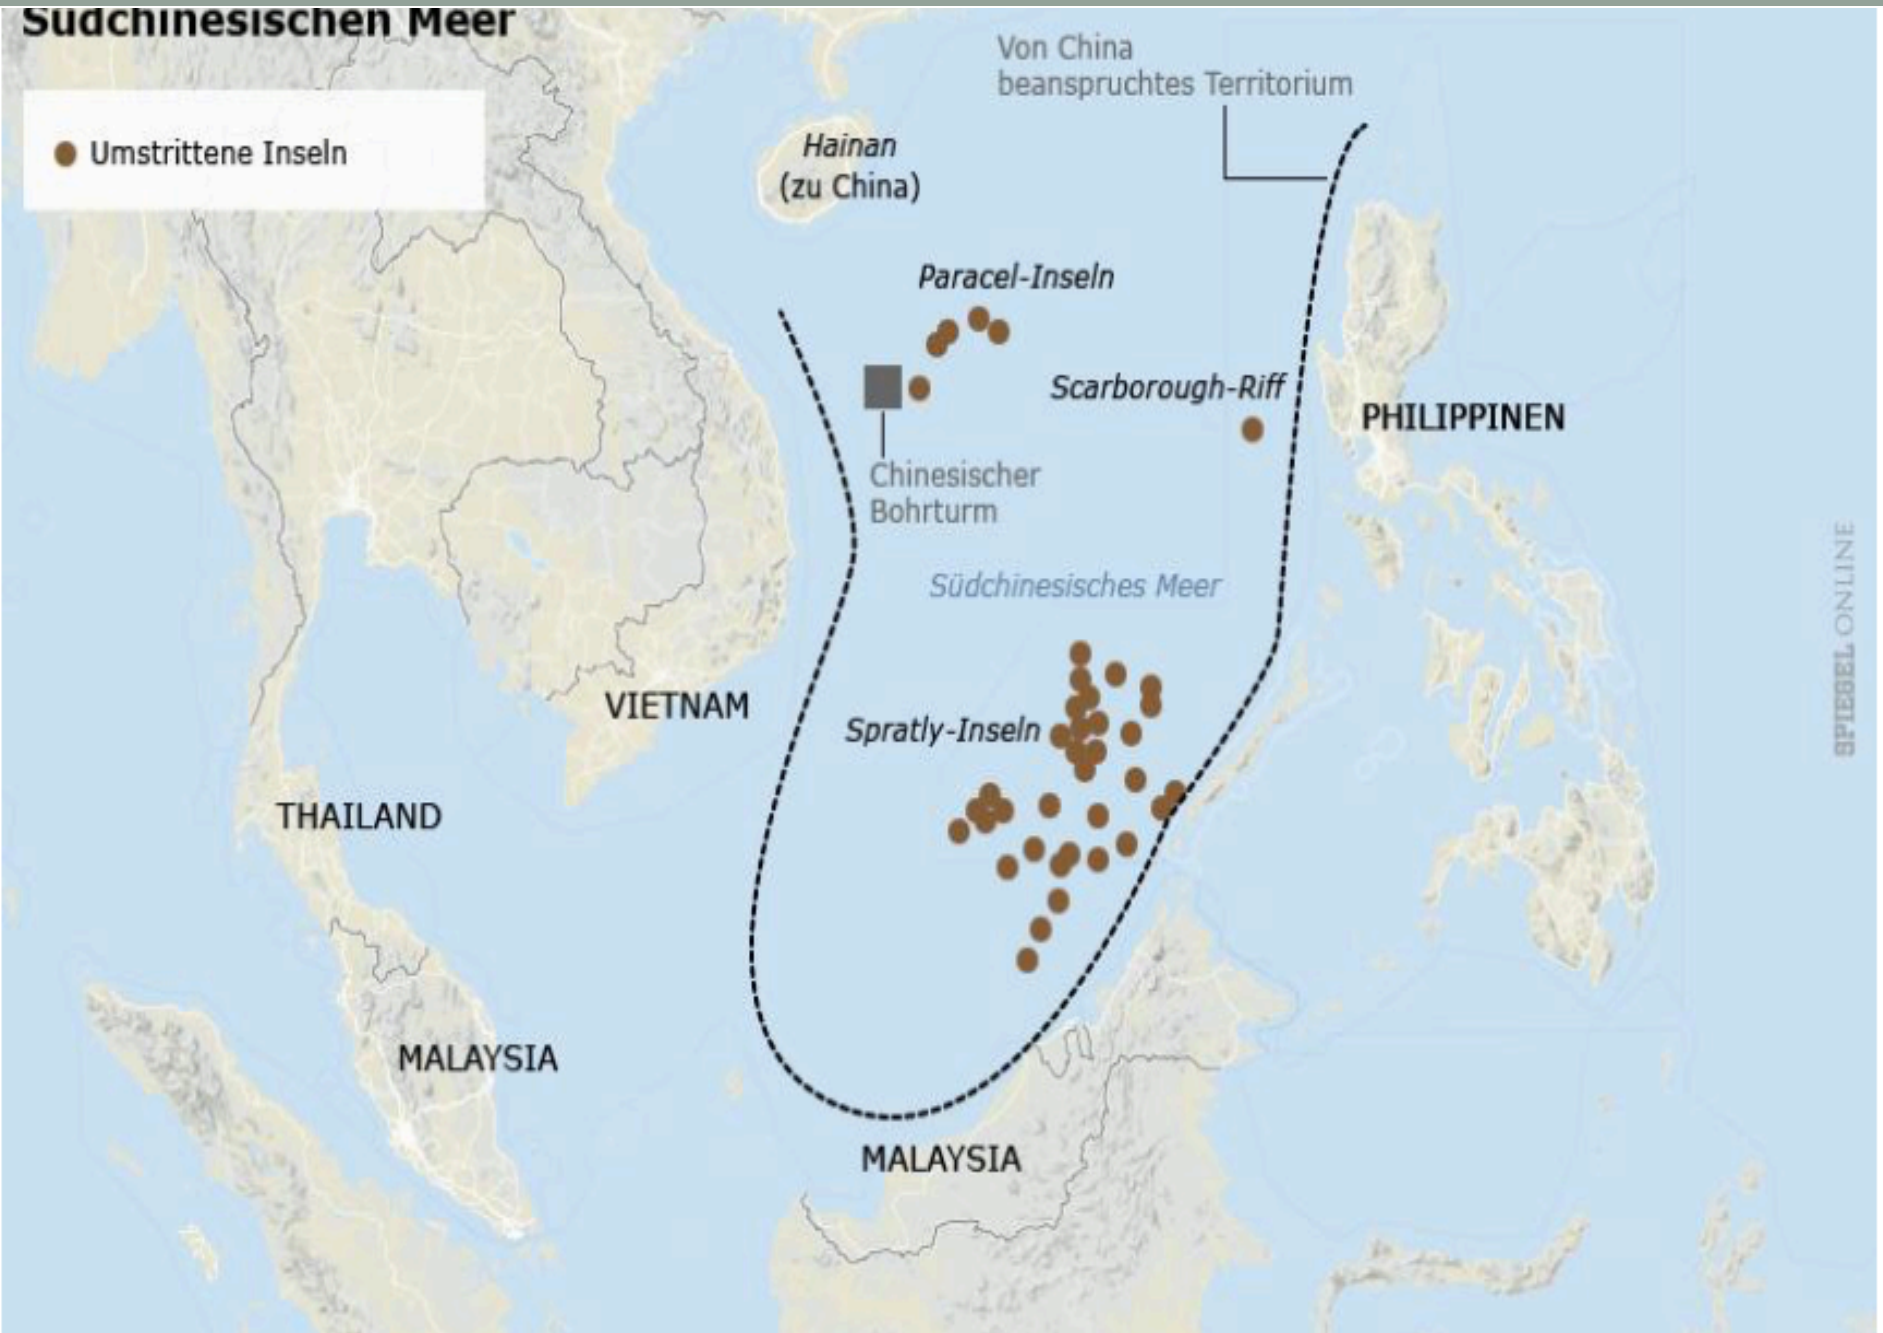 Südchinesischen Meer
Umstrittene Inseln
Von China
beanspruchtes Territorium
Hainan
(zu China)
Paracel-Inseln
Scarborough-Riff
PHILIPPINEN
Chinesischer
Bohrturm
Südchinesisches Meer
VIETNAM
Spratly-Inseln
THAILAND
MALAYSIA
MALAYSIA
SPIEGEL ONLINE